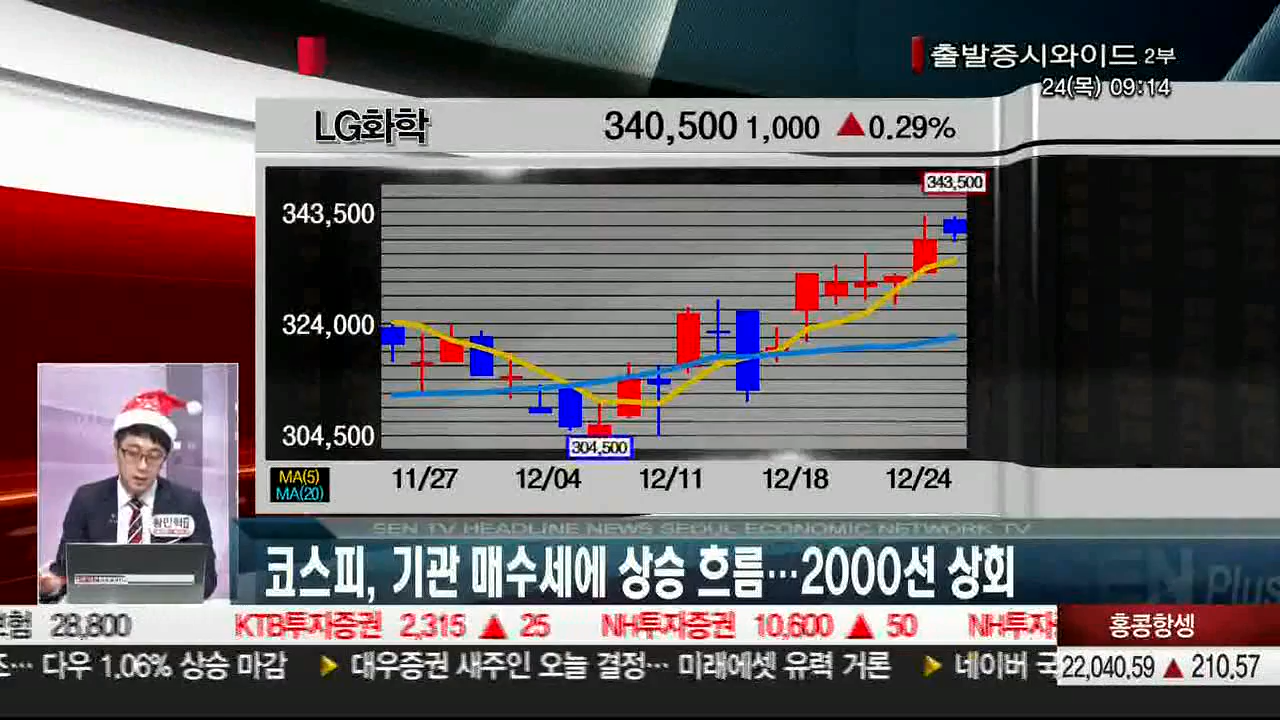 출발증시와이드 2부
24(목) 09:14
LG화학 340,500 1,000 ▲0.29%
343,500
343,500
324,000
304,500
304,500
MA(5)
MA(20)
11/27 12/04 12/11 12/18 12/24
SEN TV HEADLINE NEWS SEOUL ECONOMIC NETWORK TV
코스피, 기관 매수세에 상승 흐름…2000선 상회
Plus
보험 28,800 KTB투자증권 2,315 ▲ 25 NH투자증권 10,600 ▲ 50 NH투자
홍콩항셍
… 다우 1.06% 상승 마감 ▶ 대우증권 새주인 오늘 결정… 미래에셋 유력 거론 ▶ 네이버
22,040.59 ▲ 210.57